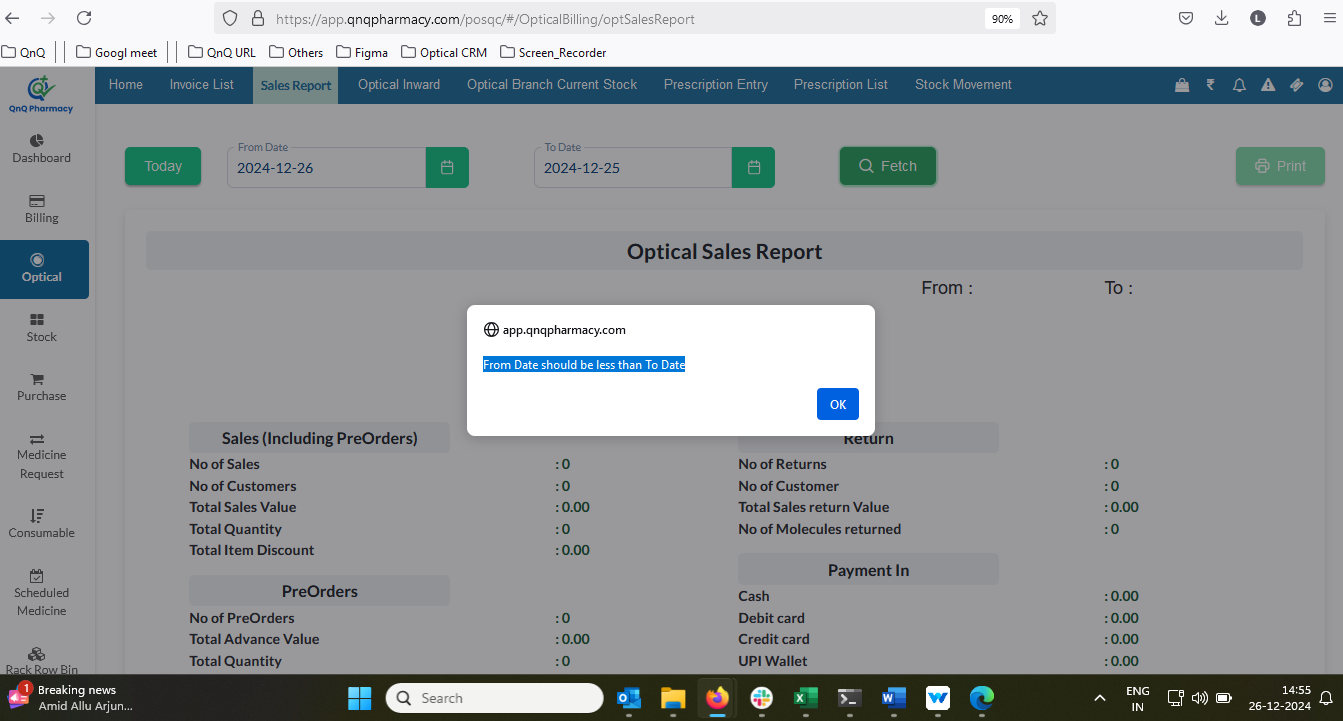 https://app.qnqpharmacy.com/posqc/#/OpticalBilling/optSalesReport
90%
L
QnQ
Googl meet
QnQ URL
Others
Figma
Optical CRM
Screen_Recorder
QnQ Pharmacy
Home
Invoice List
Sales Report
Optical Inward
Optical Branch Current Stock
Prescription Entry
Prescription List
Stock Movement
Dashboard
Billing
Optical
Stock
Purchase
Medicine
Request
Consumable
Scheduled
Medicine
Rack Row Bin
Today
From Date
2024-12-26
To Date
2024-12-25
Fetch
Print
Optical Sales Report
From :
To :
app.qnqpharmacy.com
From Date should be less than To Date
OK
Sales (Including PreOrders)
No of Sales : 0
No of Customers : 0
Total Sales Value : 0.00
Total Quantity : 0
Total Item Discount : 0.00
PreOrders
No of PreOrders : 0
Total Advance Value : 0.00
Total Quantity : 0
Return
No of Returns : 0
No of Customer : 0
Total Sales return Value : 0.00
No of Molecules returned : 0
Payment In
Cash : 0.00
Debit card : 0.00
Credit card : 0.00
UPI Wallet : 0.00
1
Breaking news
Amid Allu Arjun...
Search
ENG
IN
14:55
26-12-2024